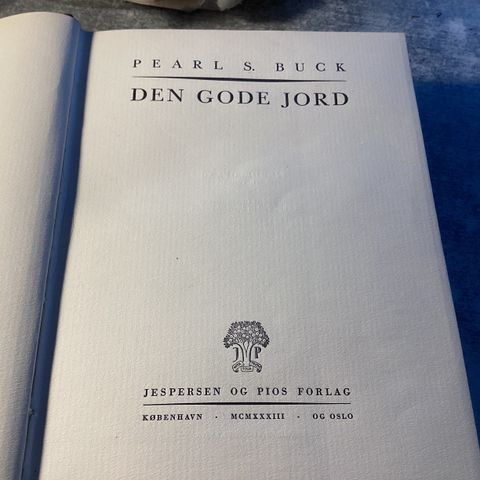 PEARL S. BUCK
DEN GODE JORD
J P
JESPERSEN OG PIOS FORLAG
KØBENHAVN · MCMXXXIII · OG OSLO